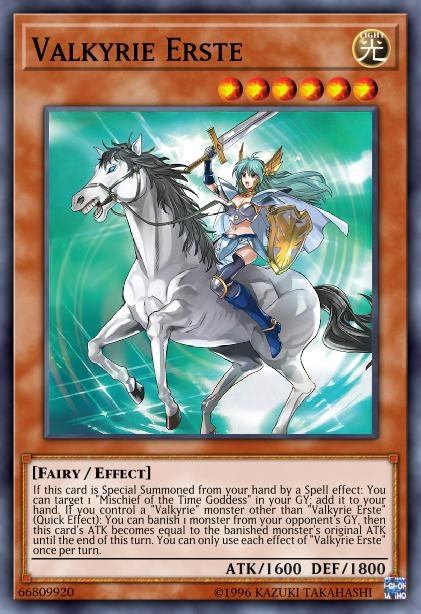 VALKYRIE ERSTE
LIGHT
光
[FAIRY / EFFECT]
If this card is Special Summoned from your hand by a Spell effect: You
can target 1 "Mischief of the Time Goddess" in your GY; add it to
your hand. If you control a "Valkyrie" monster other than "Valkyrie Erste"
(Quick Effect): You can banish 1 monster from your opponent's GY, then
this card's ATK becomes equal to the banished monster's original ATK
until the end of this turn. You can only use each effect of "Valkyrie Erste"
once per turn.
ATK/1600 DEF/1800
66809920
©1996 KAZUKI TAKAHASHI